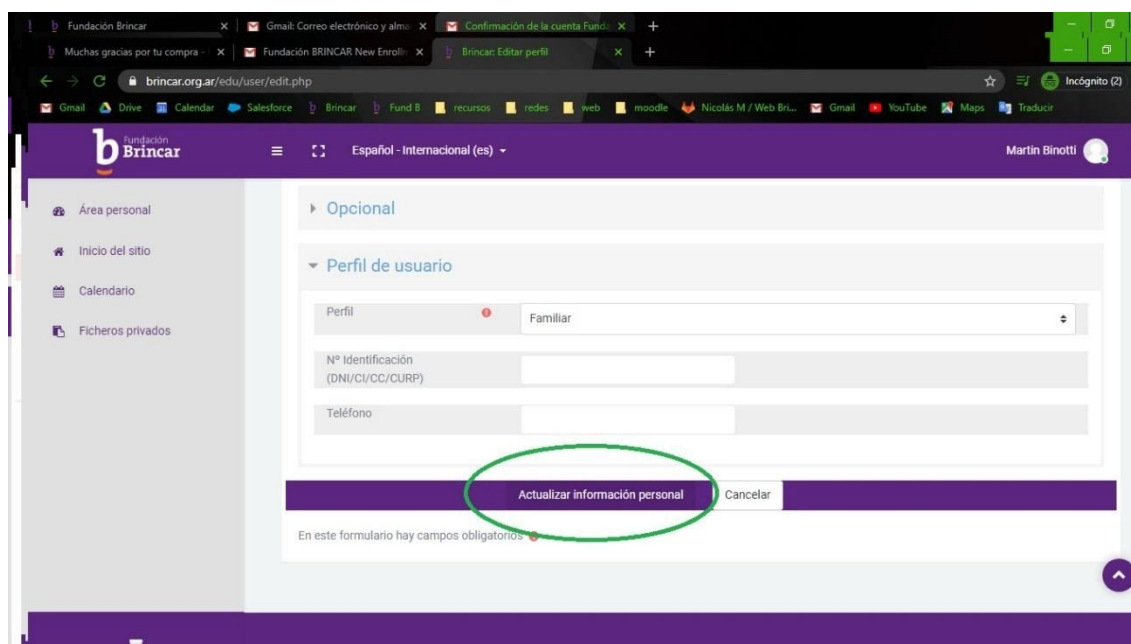 Fundación Brincar
Gmail: Correo electrónico y alma
Confirmación de la cuenta Funda
Muchas gracias por tu compra -
Fundación BRINCAR New Enrollm
Brincar: Editar perfil
brincar.org.ar/edu/user/edit.php
Incógnito (2)
Gmail Drive Calendar Salesforce Brincar Fund B recursos redes web moodle Nicolás M / Web Bri... Gmail YouTube Maps Traducir
Fundación
Brincar
Español - Internacional (es)
Martin Binotti
Área personal
Inicio del sitio
Calendario
Ficheros privados
Opcional
Perfil de usuario
Perfil
Familiar
Nº Identificación
(DNI/CI/CC/CURP)
Teléfono
Actualizar información personal
Cancelar
En este formulario hay campos obligatorios